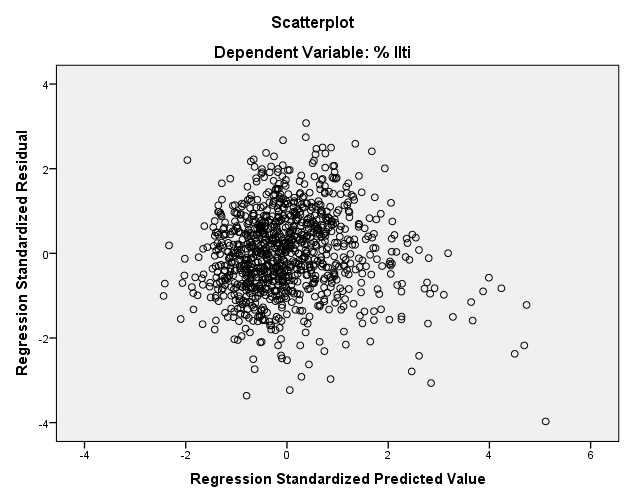 Scatterplot
Dependent Variable: % llti
Regression Standardized Residual
4
2
0
-2
-4
-4
-2
0
2
4
6
Regression Standardized Predicted Value